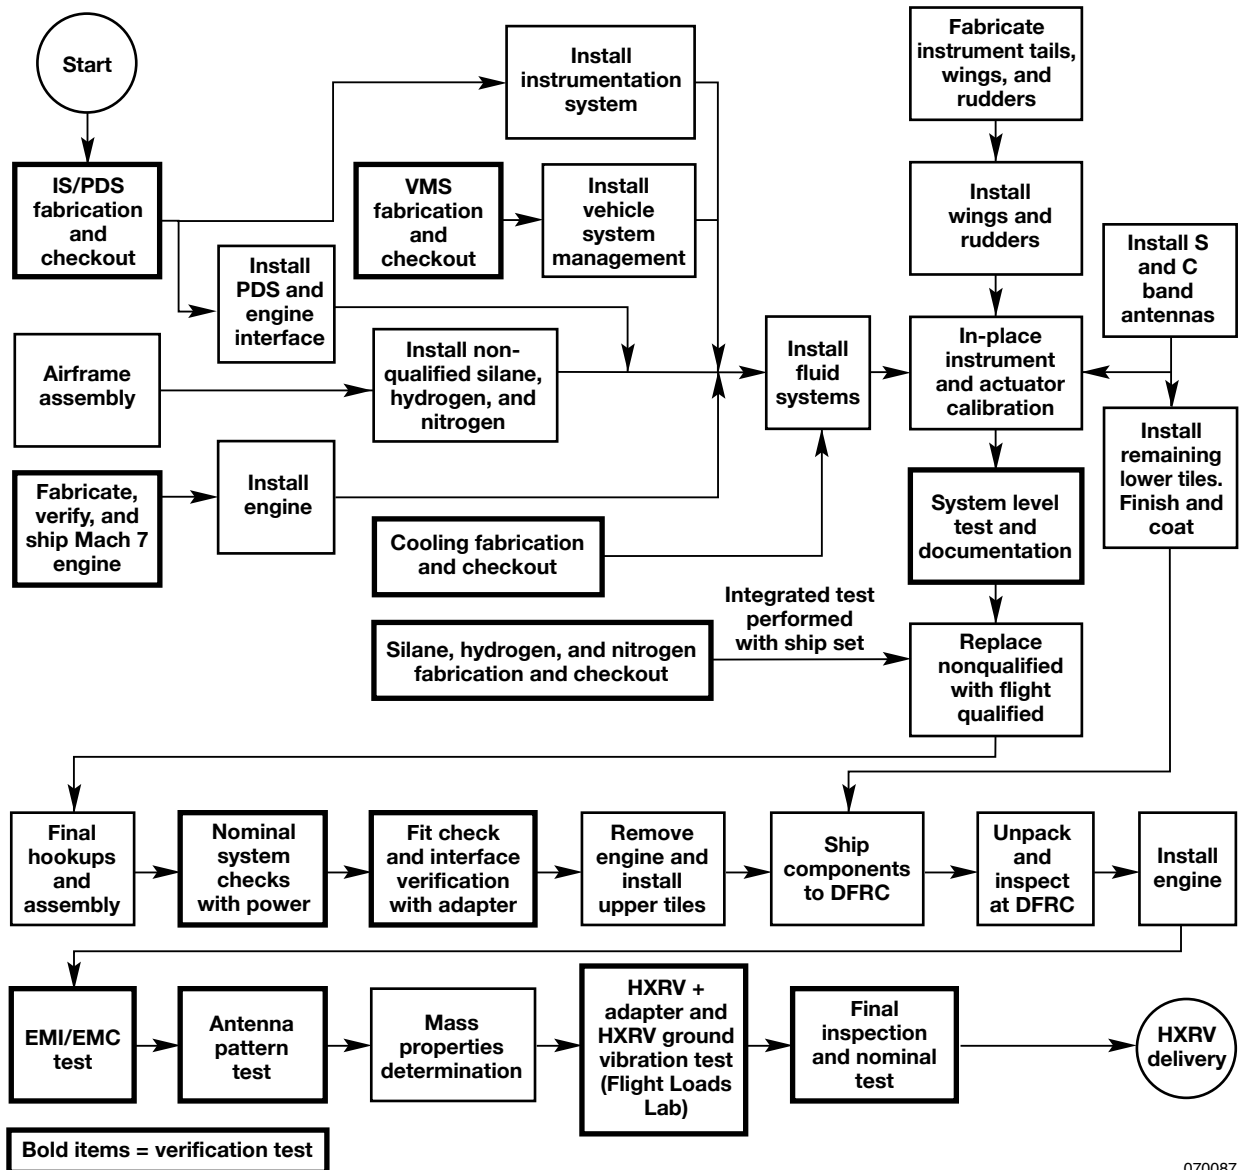 Start
Install
instrumentation
system
Fabricate
instrument tails,
wings, and
rudders
IS/PDS
fabrication
and
checkout
VMS
fabrication
and
checkout
Install
vehicle
system
management
Install
wings and
rudders
Install S
and C
band
antennas
Install
PDS and
engine
interface
Airframe
assembly
Install non-
qualified silane,
hydrogen, and
nitrogen
Install
fluid
systems
In-place
instrument
and actuator
calibration
Install
remaining
lower tiles.
Finish and
coat
Fabricate,
verify, and
ship Mach 7
engine
Install
engine
Cooling fabrication
and checkout
System level
test and
documentation
Integrated test
performed
with ship set
Silane, hydrogen, and nitrogen
fabrication and checkout
Replace
nonqualified
with flight
qualified
Final
hookups
and
assembly
Nominal
system
checks
with power
Fit check
and interface
verification
with adapter
Remove
engine and
install
upper tiles
Ship
components
to DFRC
Unpack
and
inspect
at DFRC
Install
engine
EMI/EMC
test
Antenna
pattern
test
Mass
properties
determination
HXRV +
adapter and
HXRV ground
vibration test
(Flight Loads
Lab)
Final
inspection
and nominal
test
HXRV
delivery
Bold items = verification test
070087